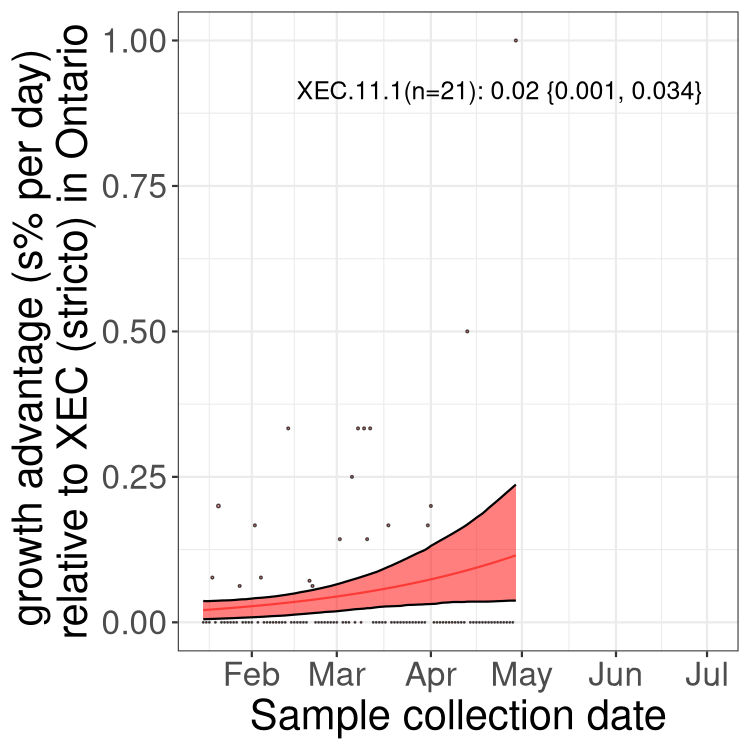 growth advantage (s% per day)
relative to XEC (stricto) in Ontario
1.00
0.75
0.50
0.25
0.00
XEC.11.1(n=21): 0.02 {0.001, 0.034}
Feb Mar Apr May Jun Jul
Sample collection date